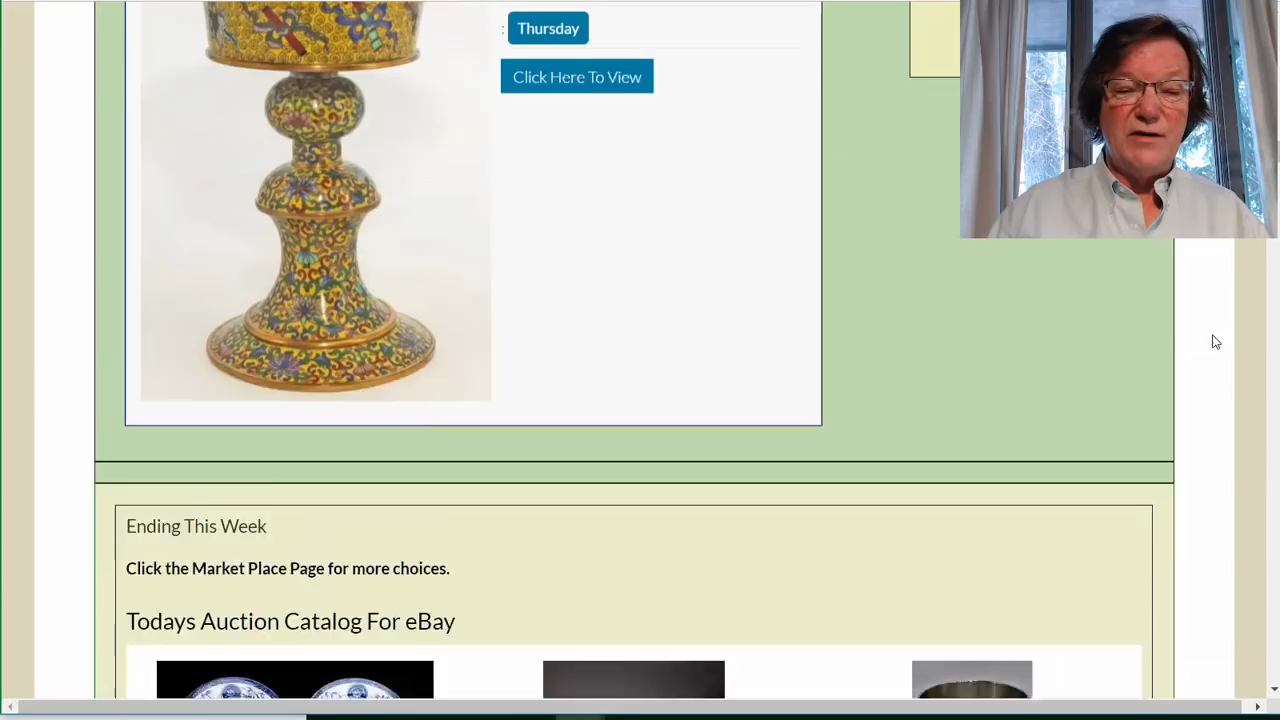 : Thursday
Click Here To View
Ending This Week
Click the Market Place Page for more choices.
Todays Auction Catalog For eBay